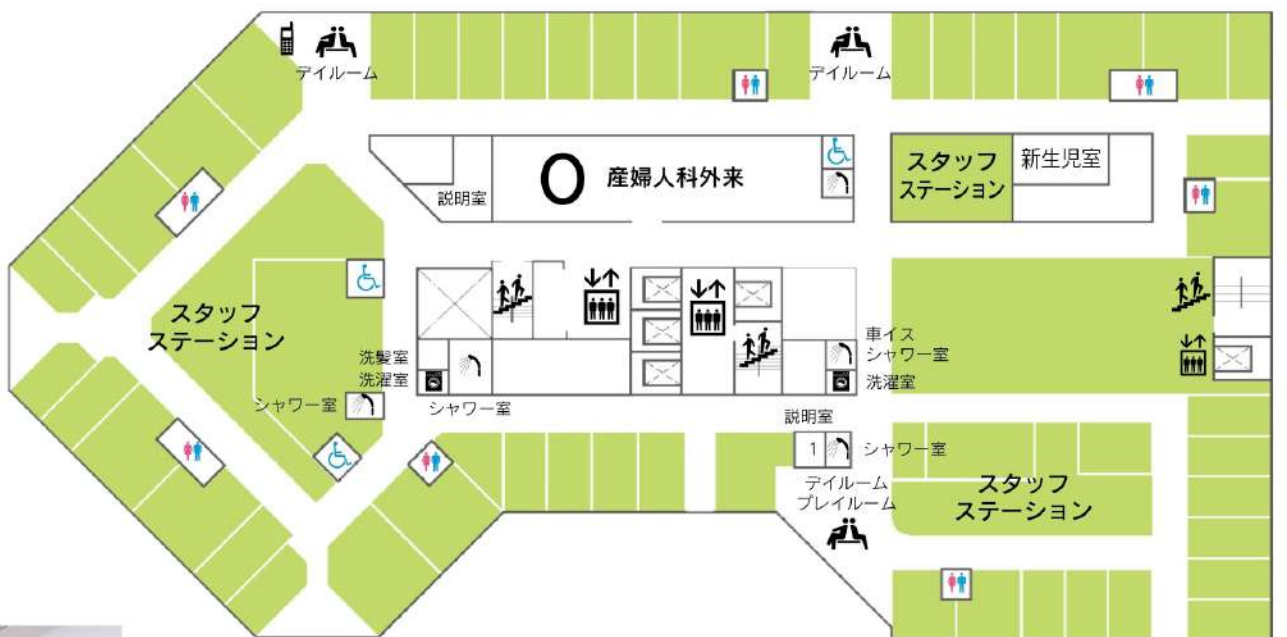 デイルーム
デイルーム
説明室
O 産婦人科外来
スタッフ
ステーション
新生児室
スタッフ
ステーション
洗髪室
洗濯室
シャワー室
シャワー室
車イス
シャワー室
洗濯室
説明室
1
シャワー室
デイルーム
プレイルーム
スタッフ
ステーション